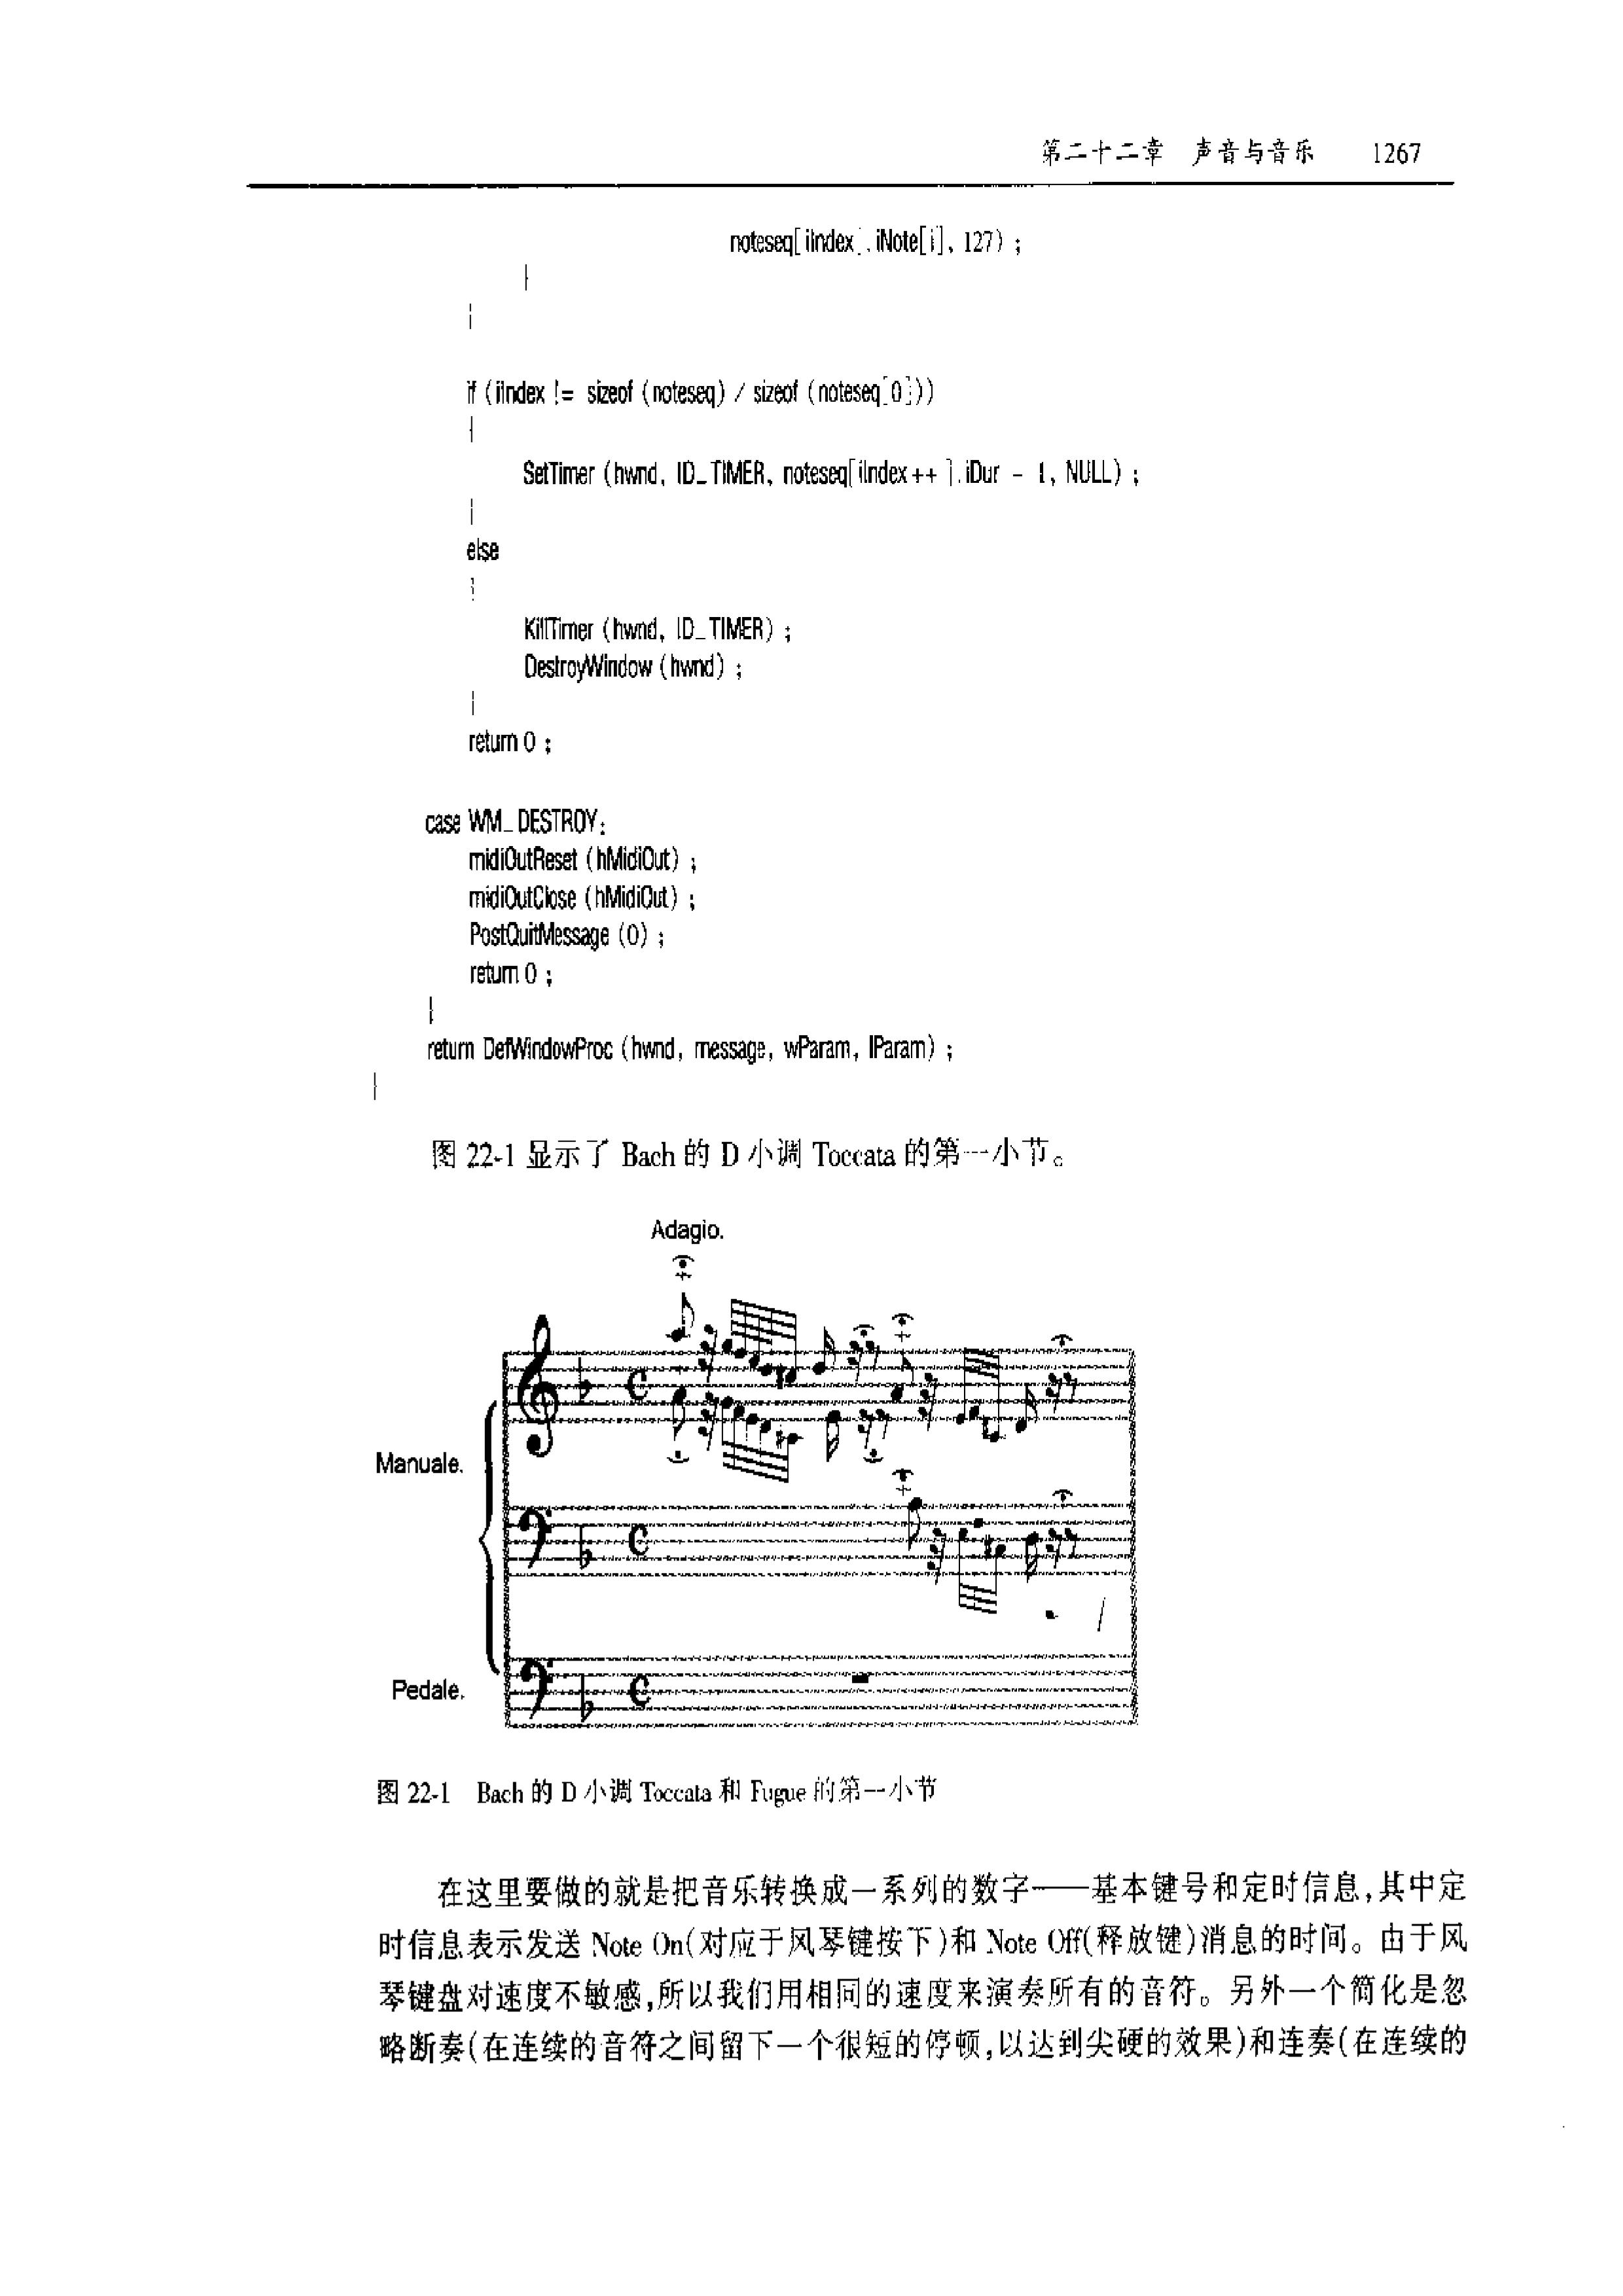 第二十二章 声音与音乐 1267
noteseq[iIndex].iNote[i], 127) ;
}
}
if (iIndex != sizeof (noteseq) / sizeof (noteseq[0]))
{
SetTimer (hwnd, ID_TIMER, noteseq[iIndex++].iDur - 1, NULL) ;
}
else
{
KillTimer (hwnd, ID_TIMER) ;
DestroyWindow (hwnd) ;
}
return 0 ;
case WM_DESTROY:
midiOutReset (hMidiOut) ;
midiOutClose (hMidiOut) ;
PostQuitMessage (0) ;
return 0 ;
}
return DefWindowProc (hwnd, message, wParam, lParam) ;
}
图 22-1 显示了 Bach 的 D 小调 Toccata 的第一小节。
Adagio.
Manuale.
Pedale.
图 22-1 Bach 的 D 小调 Toccata 和 Fugue 的第一小节
在这里要做的就是把音乐转换成一系列的数字——基本键号和定时信息,其中定
时信息表示发送 Note On(对应于风琴键按下)和 Note Off(释放键)消息的时间。由于风
琴键盘对速度不敏感,所以我们用相同的速度来演奏所有的音符。另外一个简化是忽
略断奏(在连续的音符之间留下一个很短的停顿,以达到尖硬的效果)和连奏(在连续的